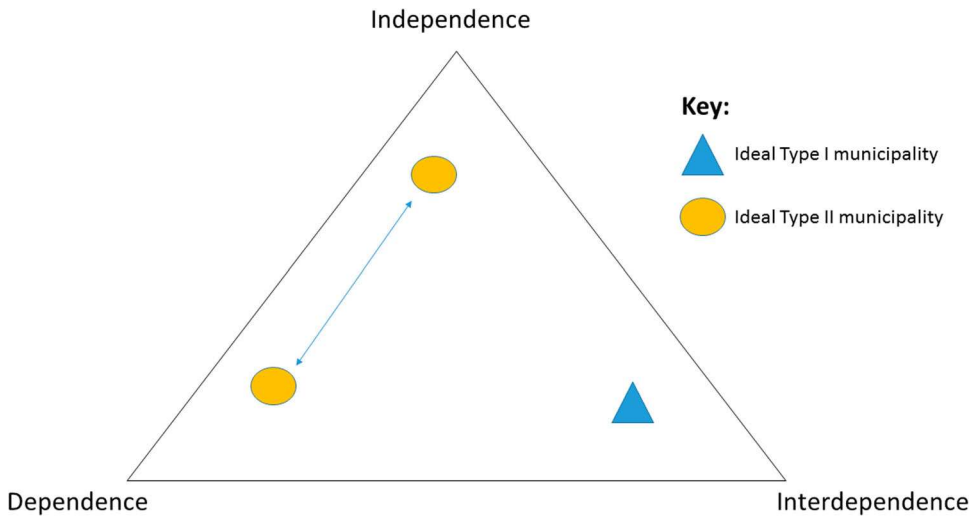 Independence
Key:
Ideal Type I municipality
Ideal Type II municipality
Dependence
Interdependence